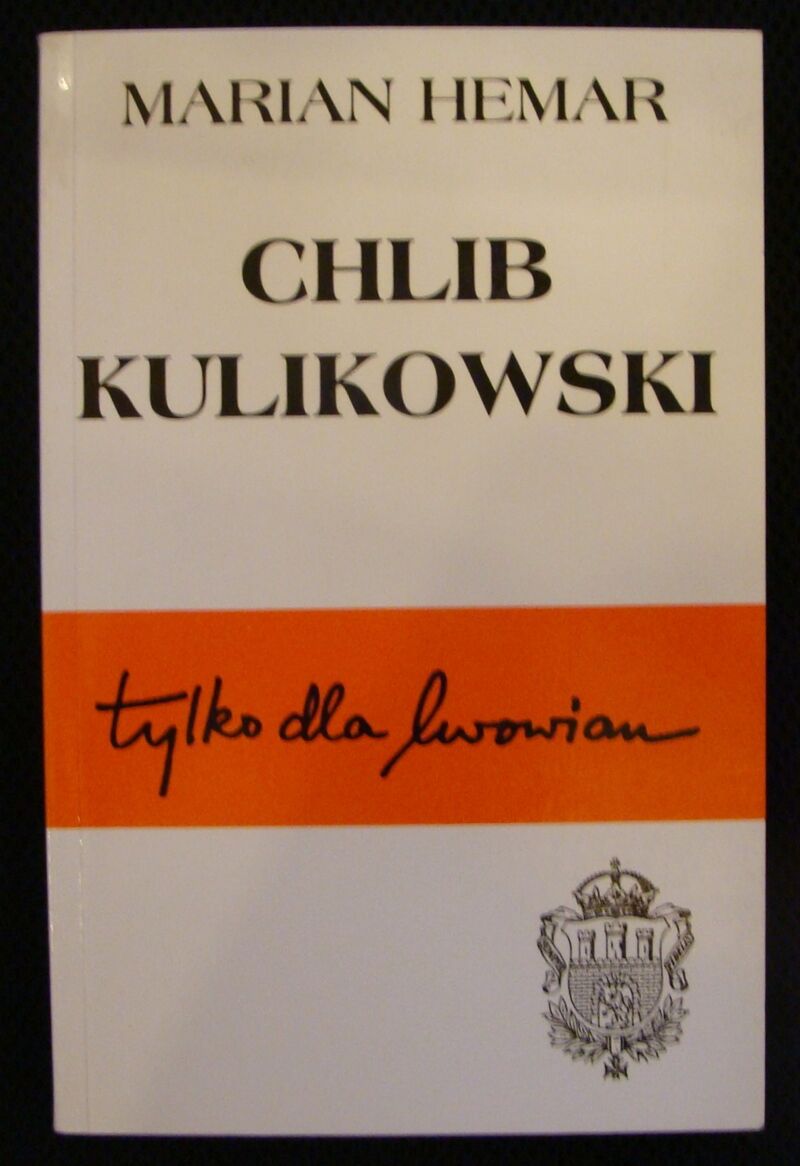 MARIAN HEMAR
CHLIB
KULIKOWSKI
tylko dla lwowian